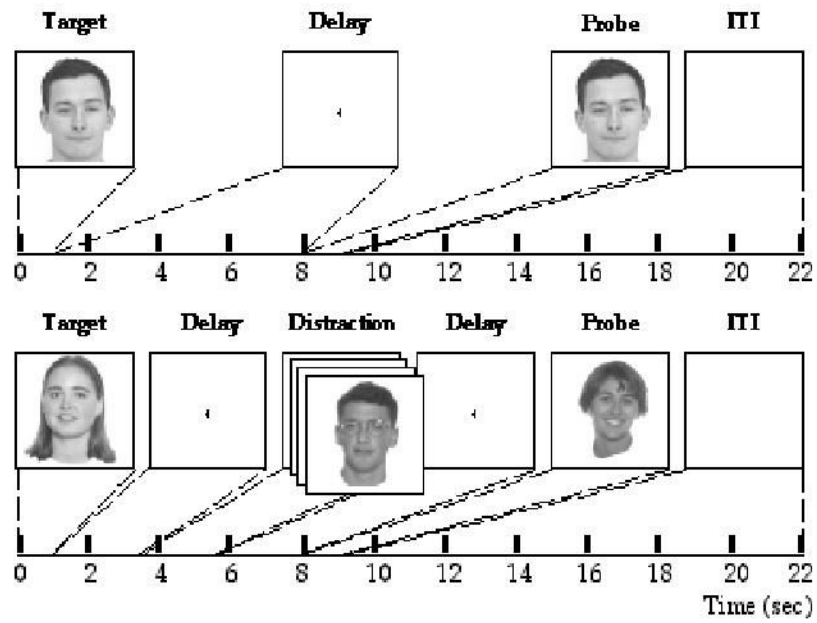 Target Delay Probe ITI
0 2 4 6 8 10 12 14 16 18 20 22
Target Delay Distraction Delay Probe ITI
0 2 4 6 8 10 12 14 16 18 20 22
Time (sec)